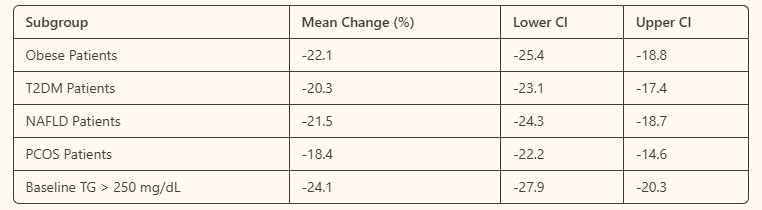 Subgroup Mean Change (%) Lower CI Upper CI
Obese Patients -22.1 -25.4 -18.8
T2DM Patients -20.3 -23.1 -17.4
NAFLD Patients -21.5 -24.3 -18.7
PCOS Patients -18.4 -22.2 -14.6
Baseline TG > 250 mg/dL -24.1 -27.9 -20.3